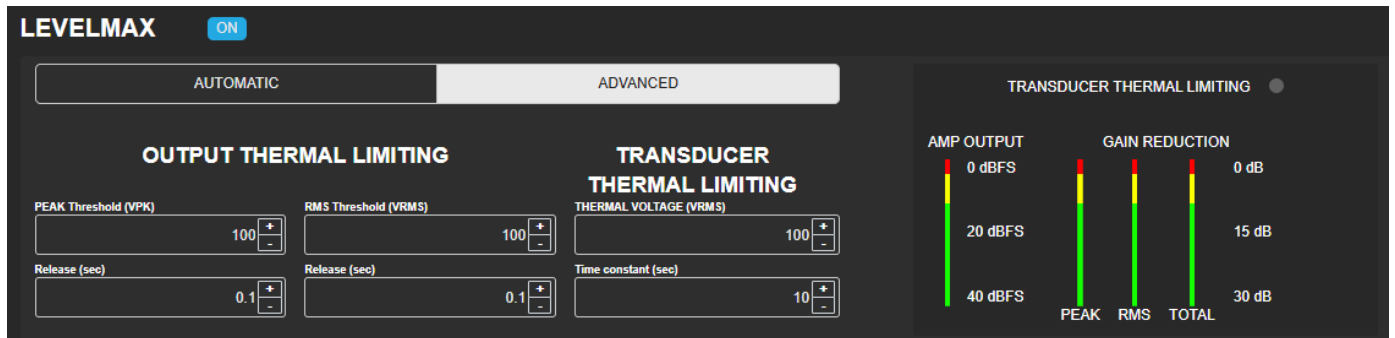 LEVELMAX ON
AUTOMATIC ADVANCED
OUTPUT THERMAL LIMITING
PEAK Threshold (VPK) RMS Threshold (VRMS)
100 + - 100 + -
Release (sec) Release (sec)
0.1 + - 0.1 + -
TRANSDUCER
THERMAL LIMITING
THERMAL VOLTAGE (VRMS)
100 + -
Time constant (sec)
10 + -
TRANSDUCER THERMAL LIMITING
AMP OUTPUT GAIN REDUCTION
0 dBFS 0 dB
20 dBFS 15 dB
40 dBFS 30 dB
PEAK RMS TOTAL